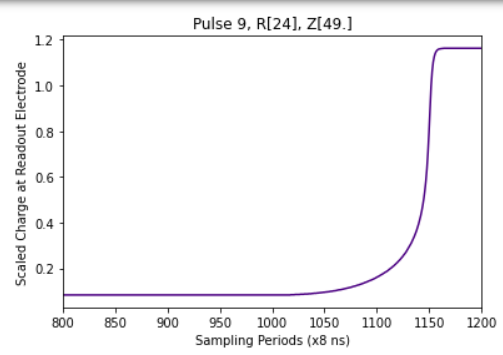 Pulse 9, R[24], Z[49.]
Scaled Charge at Readout Electrode
1.2
1.0
0.8
0.6
0.4
0.2
800 850 900 950 1000 1050 1100 1150 1200
Sampling Periods (x8 ns)